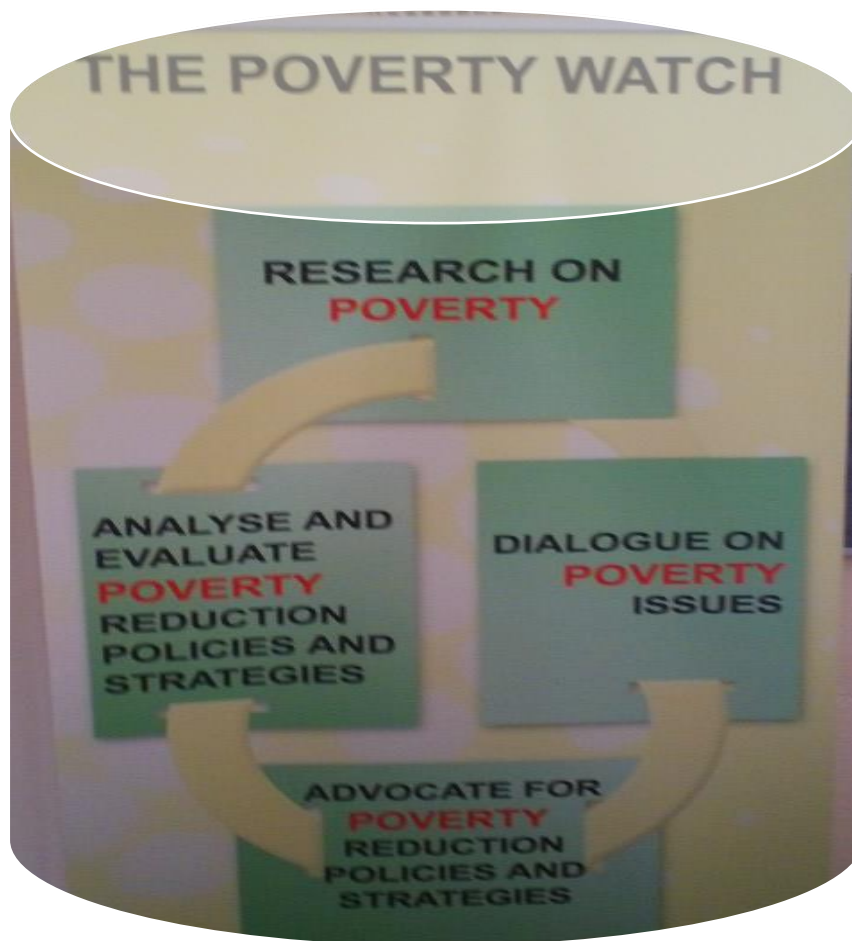 THE POVERTY WATCH
RESEARCH ON
POVERTY
ANALYSE AND
EVALUATE
POVERTY
REDUCTION
POLICIES AND
STRATEGIES
DIALOGUE ON
POVERTY
ISSUES
ADVOCATE FOR
POVERTY
REDUCTION
POLICIES AND
STRATEGIES